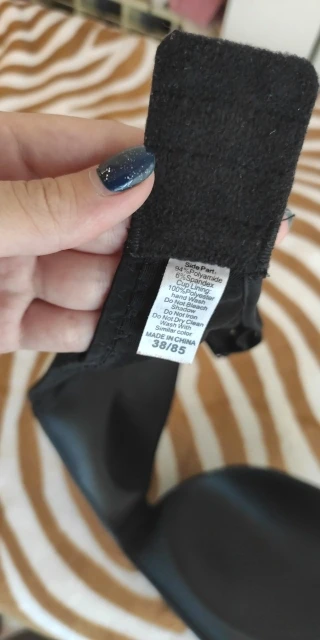 Side Part:
94%Polyamide
6%Spandex
Cup Lining:
100%Polyester
hand Wash
Do Not Bleach
Shadow
Do Not Iron
Do Not Dry Clean
Wash With
Similar color
MADE IN CHINA
38/85